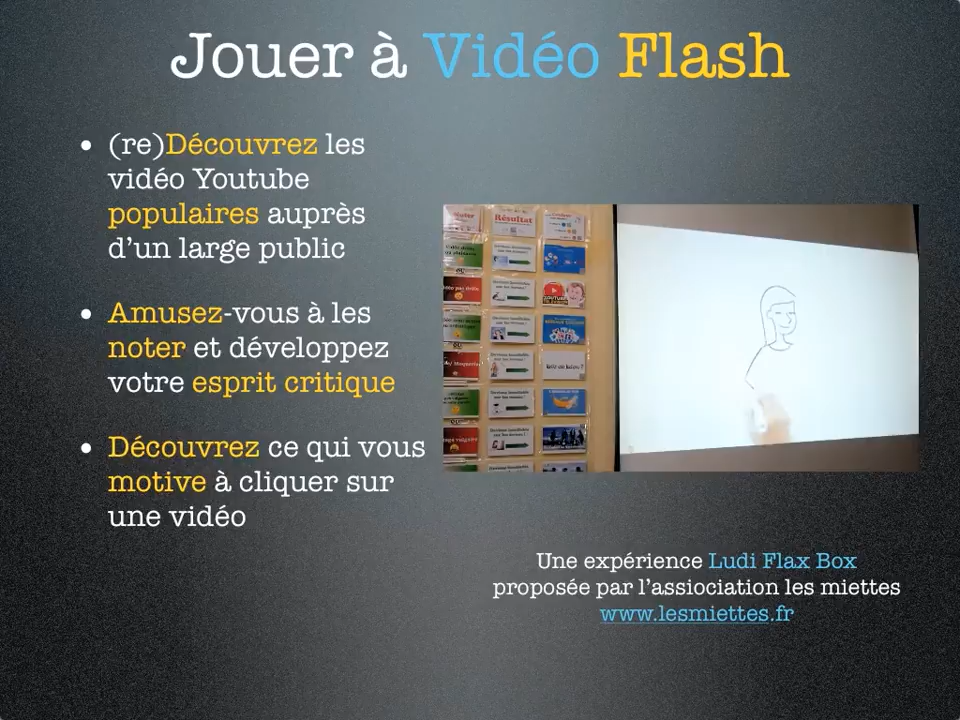 Jouer à Vidéo Flash
• (re)Découvrez les
vidéo Youtube
populaires auprès
d'un large public
• Amusez-vous à les
noter et développez
votre esprit critique
• Découvrez ce qui vous
motive à cliquer sur
une vidéo
Résultat
Une expérience Ludi Flax Box
proposée par l'assiociation les miettes
www.lesmiettes.fr